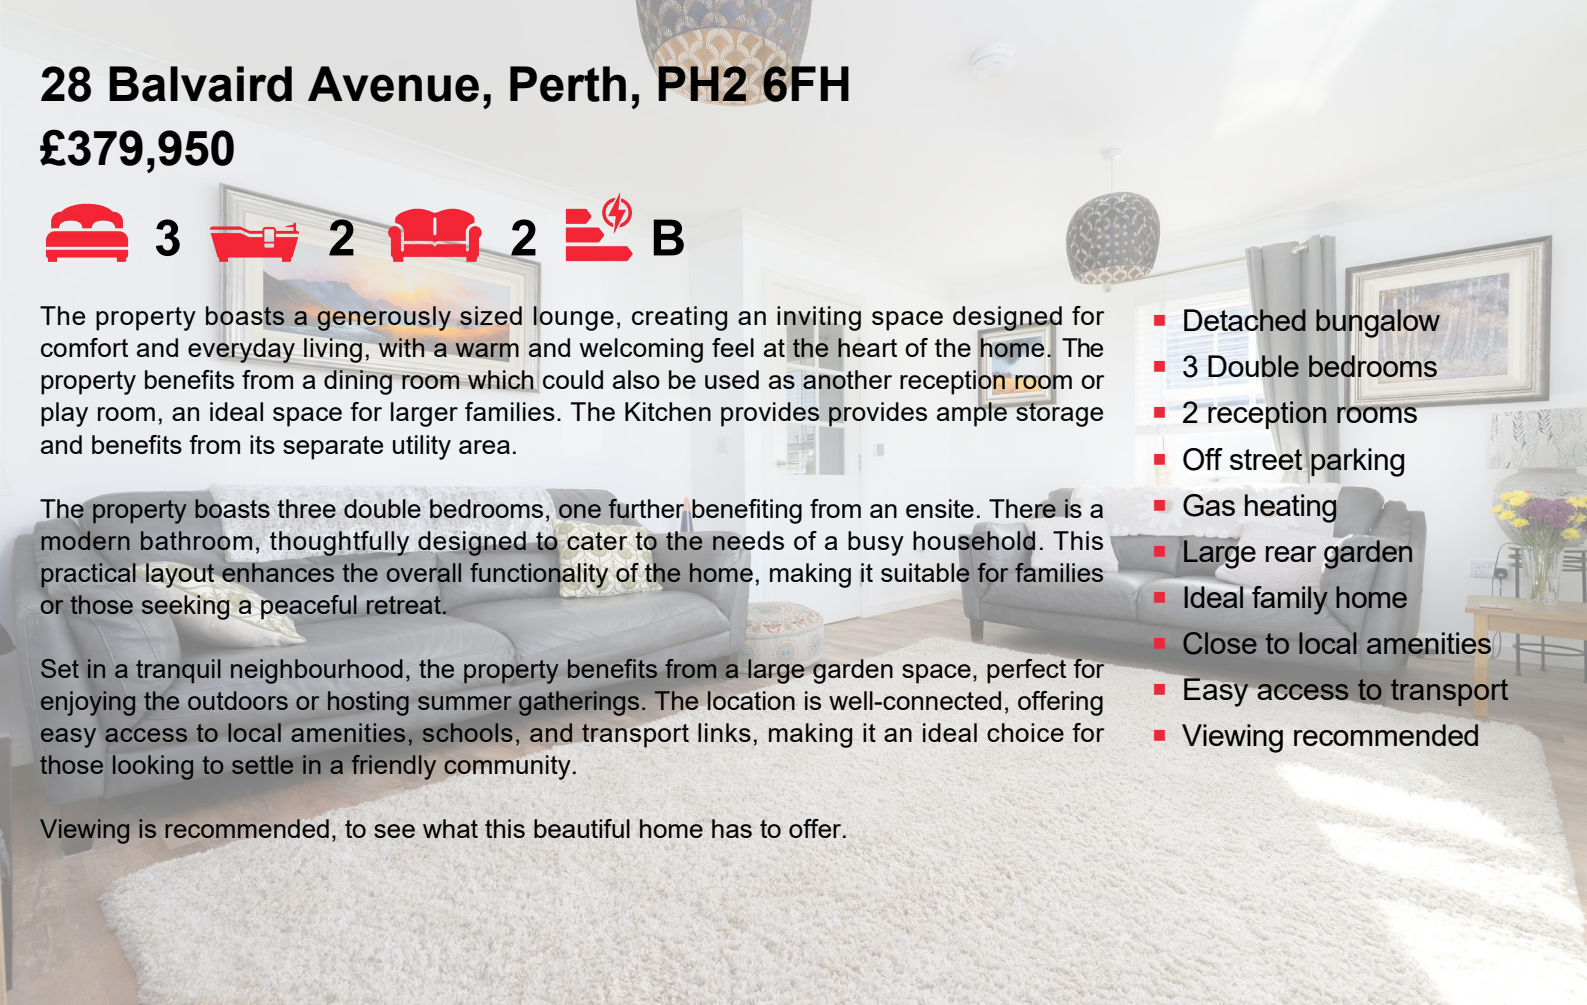 28 Balvaird Avenue, Perth, PH2 6FH
£379,950
3 2 2 B
The property boasts a generously sized lounge, creating an inviting space designed for
comfort and everyday living, with a warm and welcoming feel at the heart of the home. The
property benefits from a dining room which could also be used as another reception room or
play room, an ideal space for larger families. The Kitchen provides provides ample storage
and benefits from its separate utility area.
The property boasts three double bedrooms, one further benefiting from an ensite. There is a
modern bathroom, thoughtfully designed to cater to the needs of a busy household. This
practical layout enhances the overall functionality of the home, making it suitable for families
or those seeking a peaceful retreat.
Set in a tranquil neighbourhood, the property benefits from a large garden space, perfect for
enjoying the outdoors or hosting summer gatherings. The location is well-connected, offering
easy access to local amenities, schools, and transport links, making it an ideal choice for
those looking to settle in a friendly community.
Viewing is recommended, to see what this beautiful home has to offer.
Detached bungalow
3 Double bedrooms
2 reception rooms
Off street parking
Gas heating
Large rear garden
Ideal family home
Close to local amenities
Easy access to transport
Viewing recommended